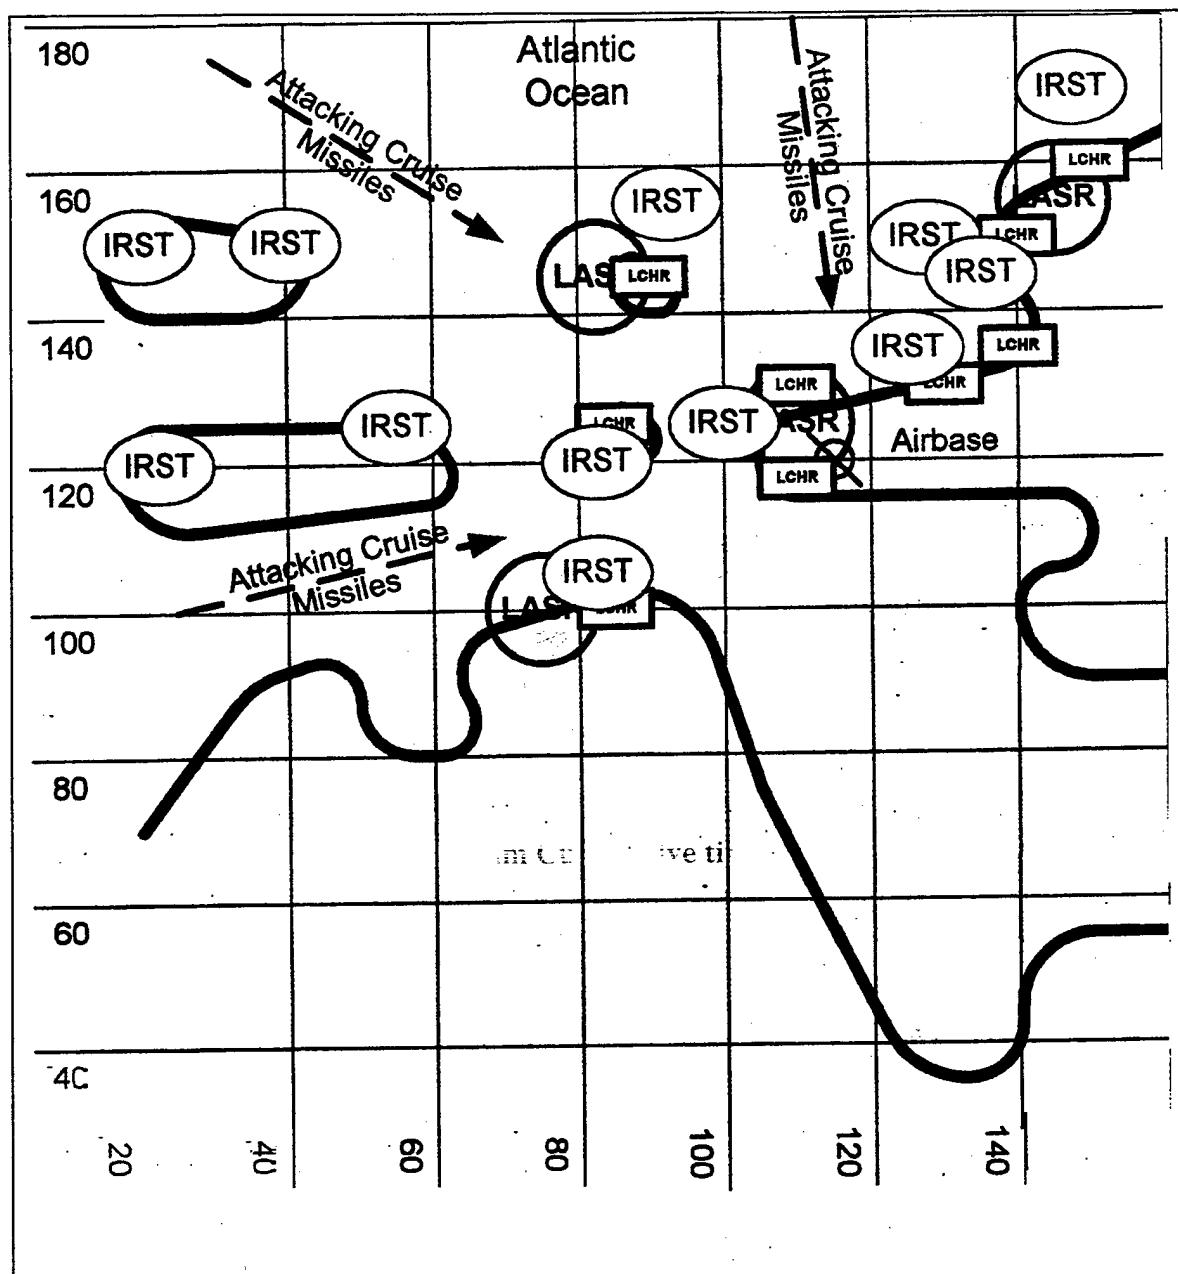 180
Atlantic
Ocean
Attacking Cruise
Missiles
Attacking Cruise
Missiles
IRST
LCHR
LASR
160
IRST
IRST
IRST
IRST
LCHR
IRST
LCHR
140
IRST
LCHR
LCHR
LCHR
IRST
LCHR
IRST
Airbase
IRST
IRST
LCHR
120
Attacking Cruise
Missiles
IRST
LCHR
100
80
60
40
20
40
60
80
100
120
140